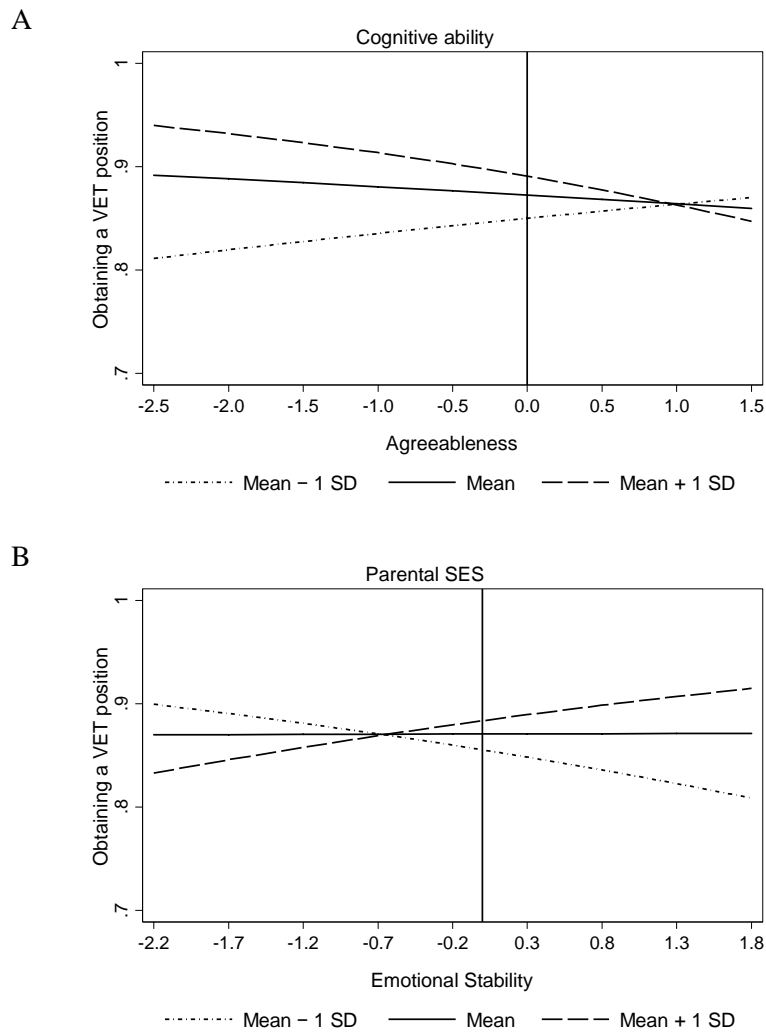 A
Cognitive ability
Obtaining a VET position
1
.9
.8
.7
-2.5 -2.0 -1.5 -1.0 -0.5 0.0 0.5 1.0 1.5
Agreeableness
Mean − 1 SD Mean Mean + 1 SD
B
Parental SES
Obtaining a VET position
1
.9
.8
.7
-2.2 -1.7 -1.2 -0.7 -0.2 0.3 0.8 1.3 1.8
Emotional Stability
Mean − 1 SD Mean Mean + 1 SD